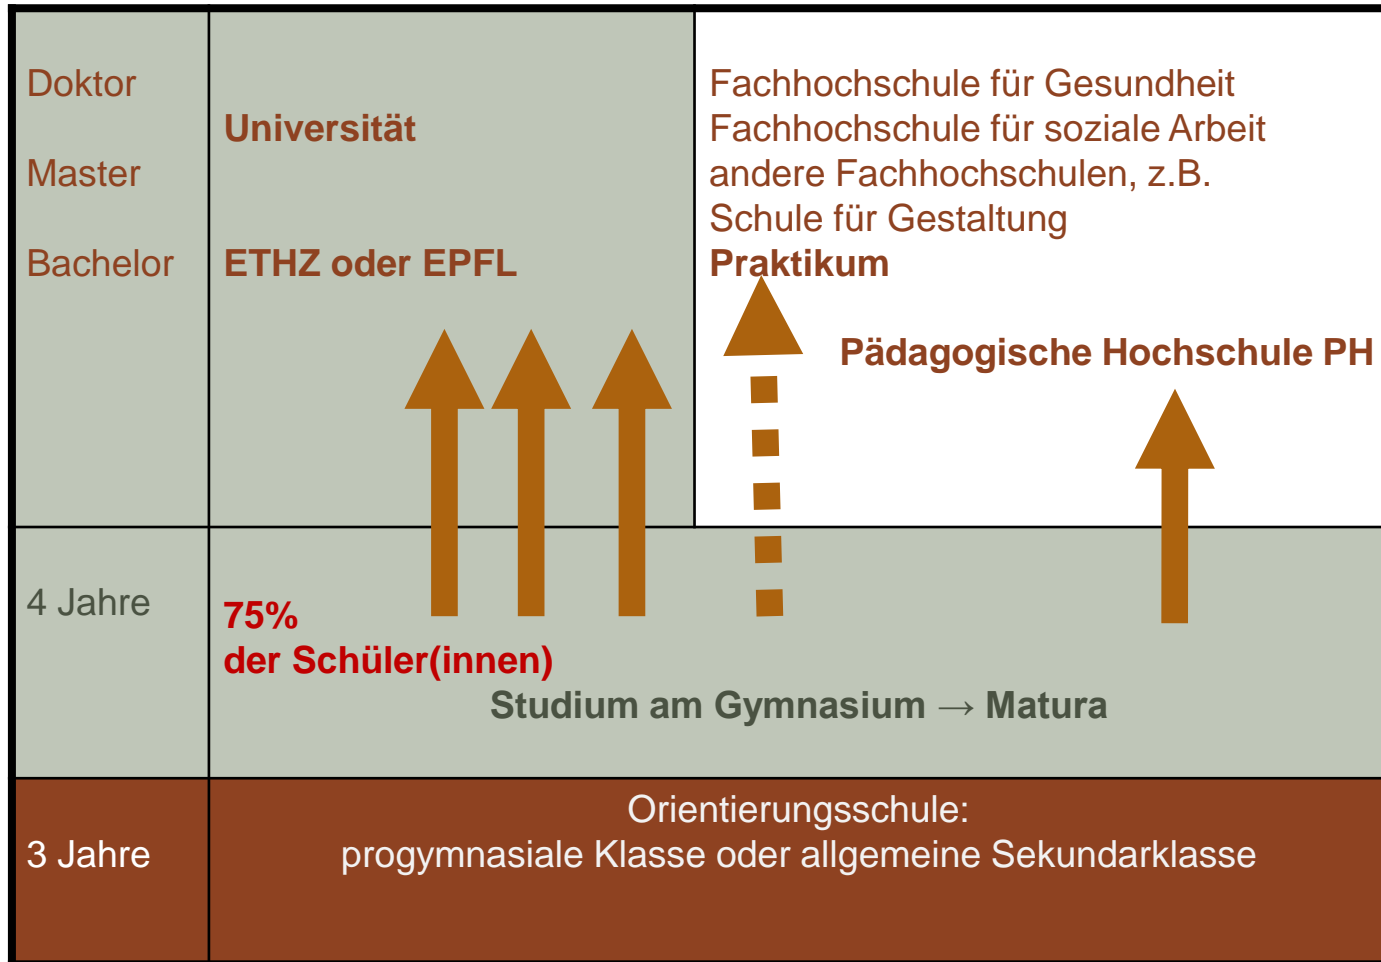 Doktor
Master
Bachelor
Universität
ETHZ oder EPFL
Fachhochschule für Gesundheit
Fachhochschule für soziale Arbeit
andere Fachhochschulen, z.B.
Schule für Gestaltung
Praktikum
Pädagogische Hochschule PH
4 Jahre
75%
der Schüler(innen)
Studium am Gymnasium → Matura
3 Jahre
Orientierungsschule:
progymnasiale Klasse oder allgemeine Sekundarklasse